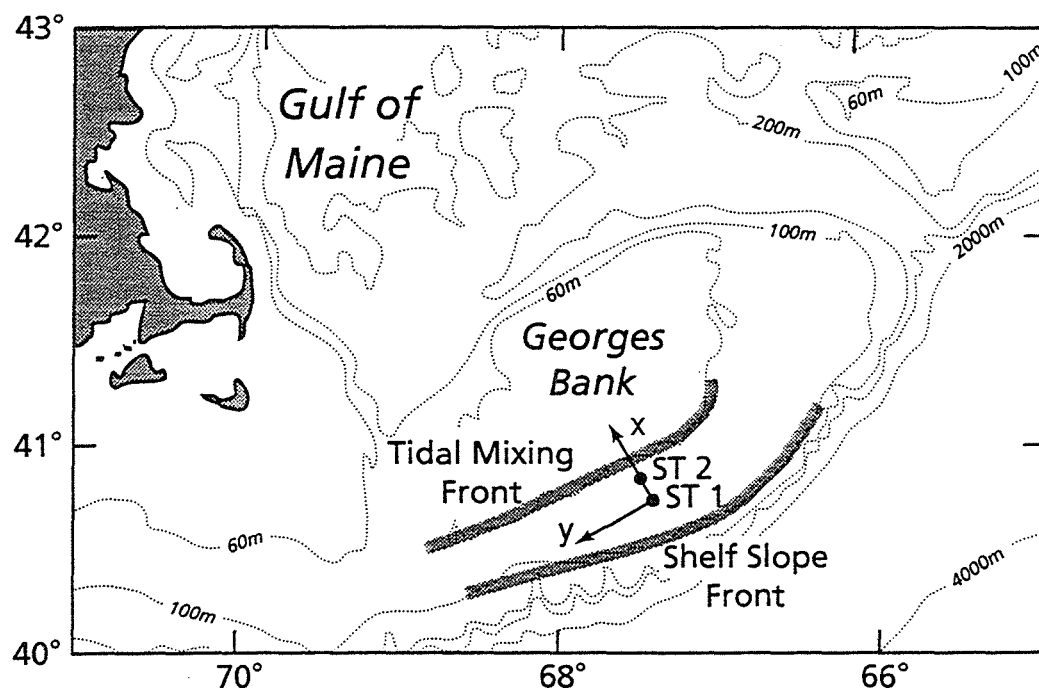 43°
100m
Gulf of
Maine
60m
200m
42°
100m
2000m
60m
Georges
Bank
x
41°
Tidal Mixing
Front
ST 2
ST 1
y
60m
Shelf Slope
Front
4000m
100m
40°
70°
68°
66°